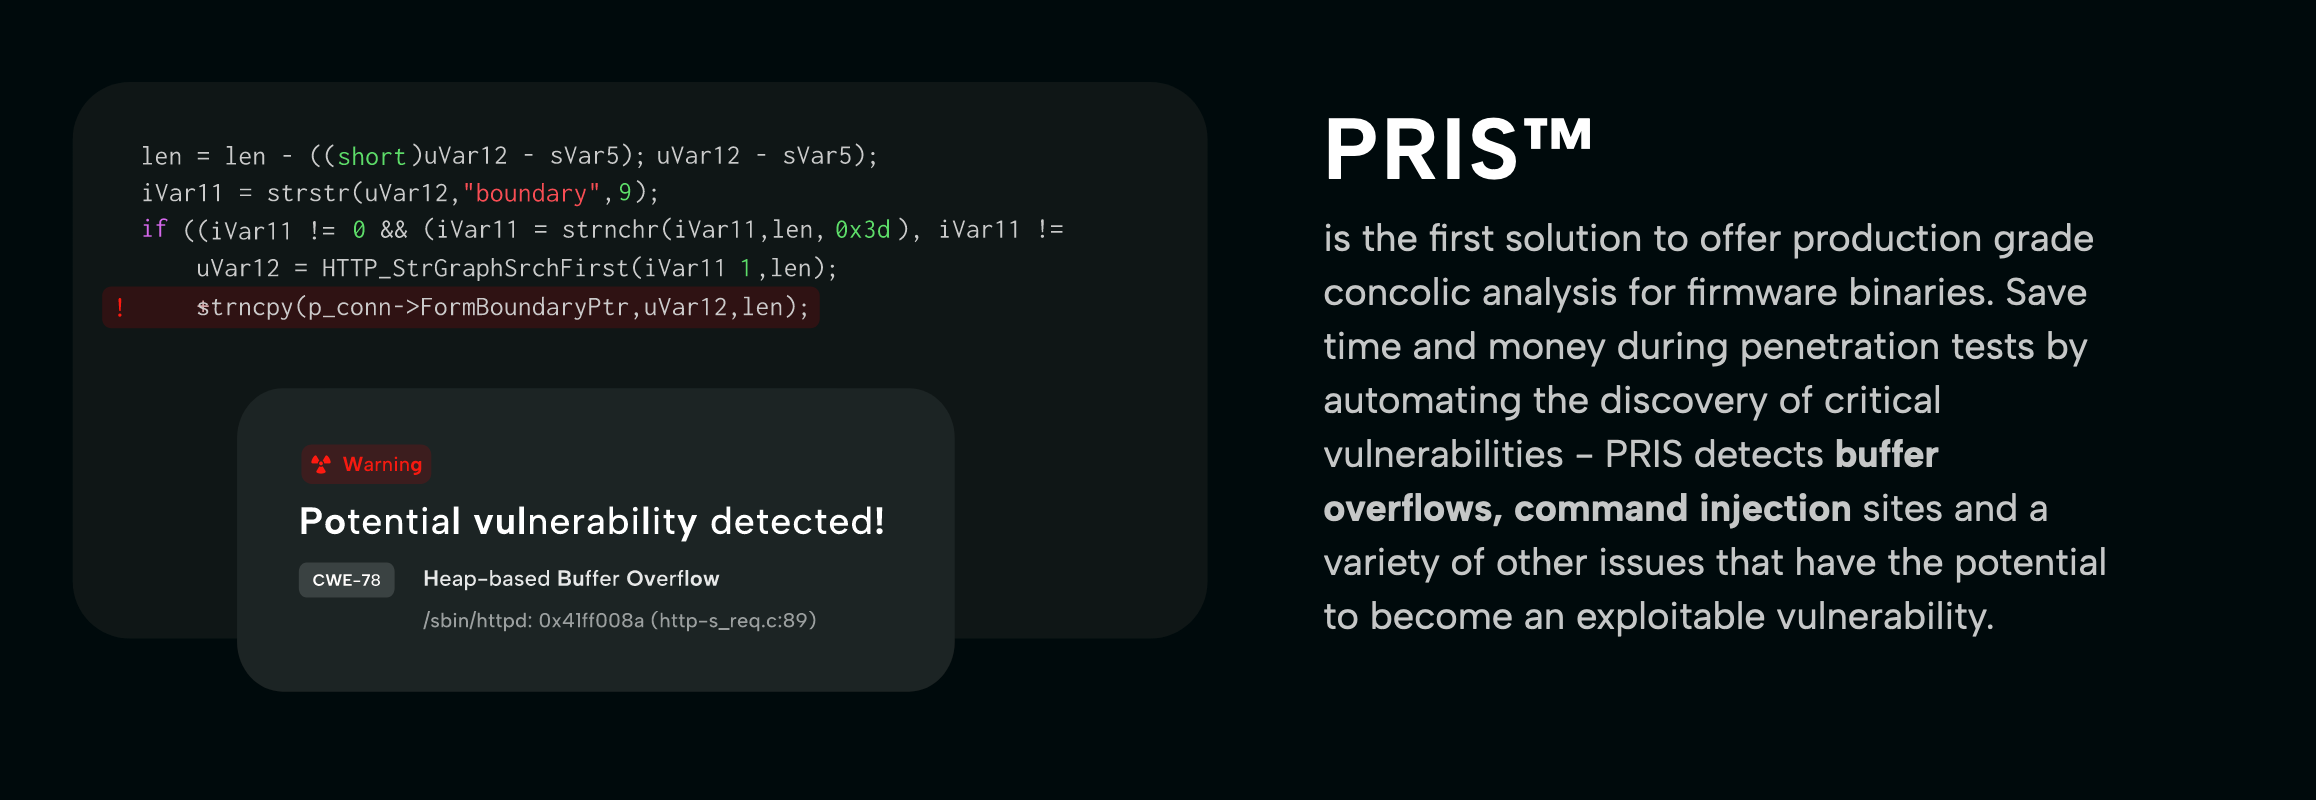 len = len - ((short)uVar12 - sVar5); uVar12 - sVar5);
iVar11 = strstr(uVar12,"boundary",9);
if ((iVar11 != 0 && (iVar11 = strnchr(iVar11,len, 0x3d), iVar11 !=
uVar12 = HTTP_StrGraphSrchFirst(iVar11 1,len);
! strncpy(p_conn->FormBoundaryPtr,uVar12,len);
Warning
Potential vulnerability detected!
CWE-78 Heap-based Buffer Overflow
/sbin/httpd: 0x41ff008a (http-s_req.c:89)
PRIS™
is the first solution to offer production grade
concolic analysis for firmware binaries. Save
time and money during penetration tests by
automating the discovery of critical
vulnerabilities – PRIS detects buffer
overflows, command injection sites and a
variety of other issues that have the potential
to become an exploitable vulnerability.